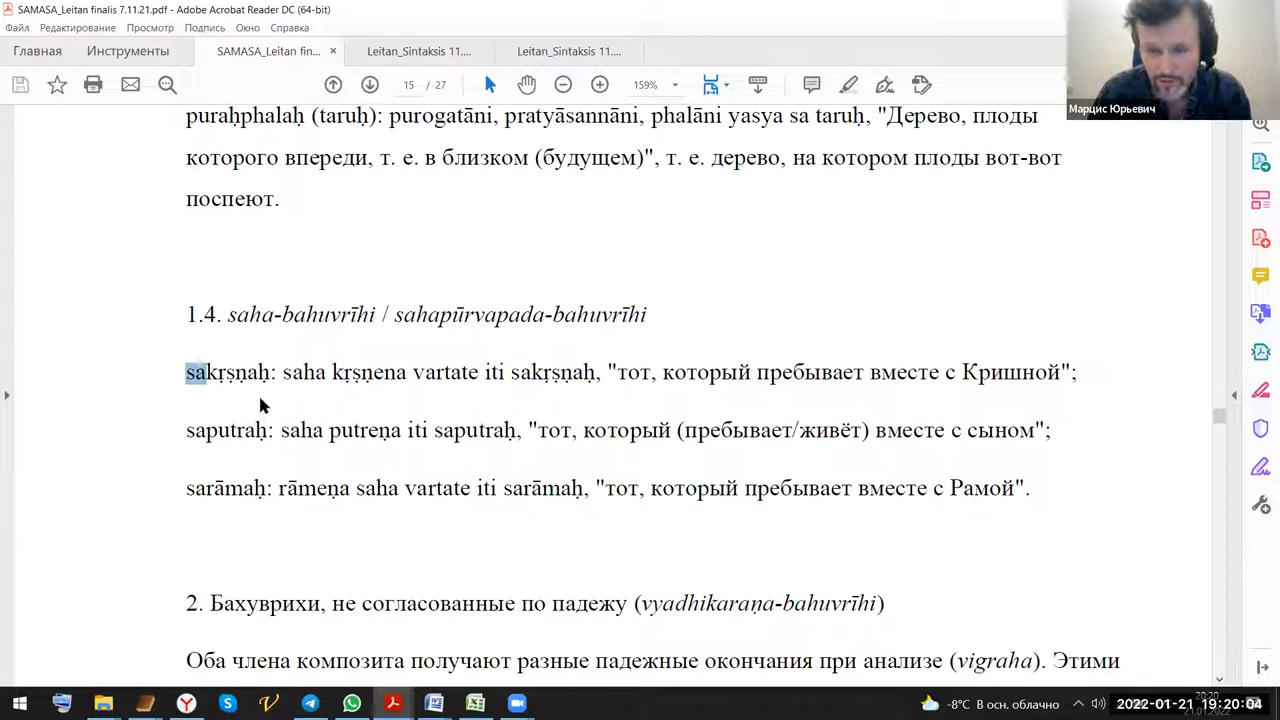 SAMASA_Leitan finalis 7.11.21.pdf - Adobe Acrobat Reader DC (64-bit)
Файл Редактирование Просмотр Подпись Окно Справка
Главная Инструменты SAMASA_Leitan fin... × Leitan_Sintaksis 11.... Leitan_Sintaksis 11....
15 / 27 159%
Марцис Юрьевич
puraḥphalaḥ (taruḥ): purogatāni, pratyāsannāni, phalāni yasya sa taruḥ, "Дерево, плоды
которого впереди, т. е. в близком (будущем)", т. е. дерево, на котором плоды вот-вот
поспеют.
1.4. saha-bahuvrīhi / sahapūrvapada-bahuvrīhi
sakṛṣṇaḥ: saha kṛṣṇena vartate iti sakṛṣṇaḥ, "тот, который пребывает вместе с Кришной";
saputraḥ: saha putreṇa iti saputraḥ, "тот, который (пребывает/живёт) вместе с сыном";
sarāmaḥ: rāmeṇa saha vartate iti sarāmaḥ, "тот, который пребывает вместе с Рамой".
2. Бахуврихи, не согласованные по падежу (vyadhikaraṇa-bahuvrīhi)
Оба члена композита получают разные падежные окончания при анализе (vigraha). Этими
-8°C В осн. облачно
20:20
2022-01-21 19:20:04
21.01.2022